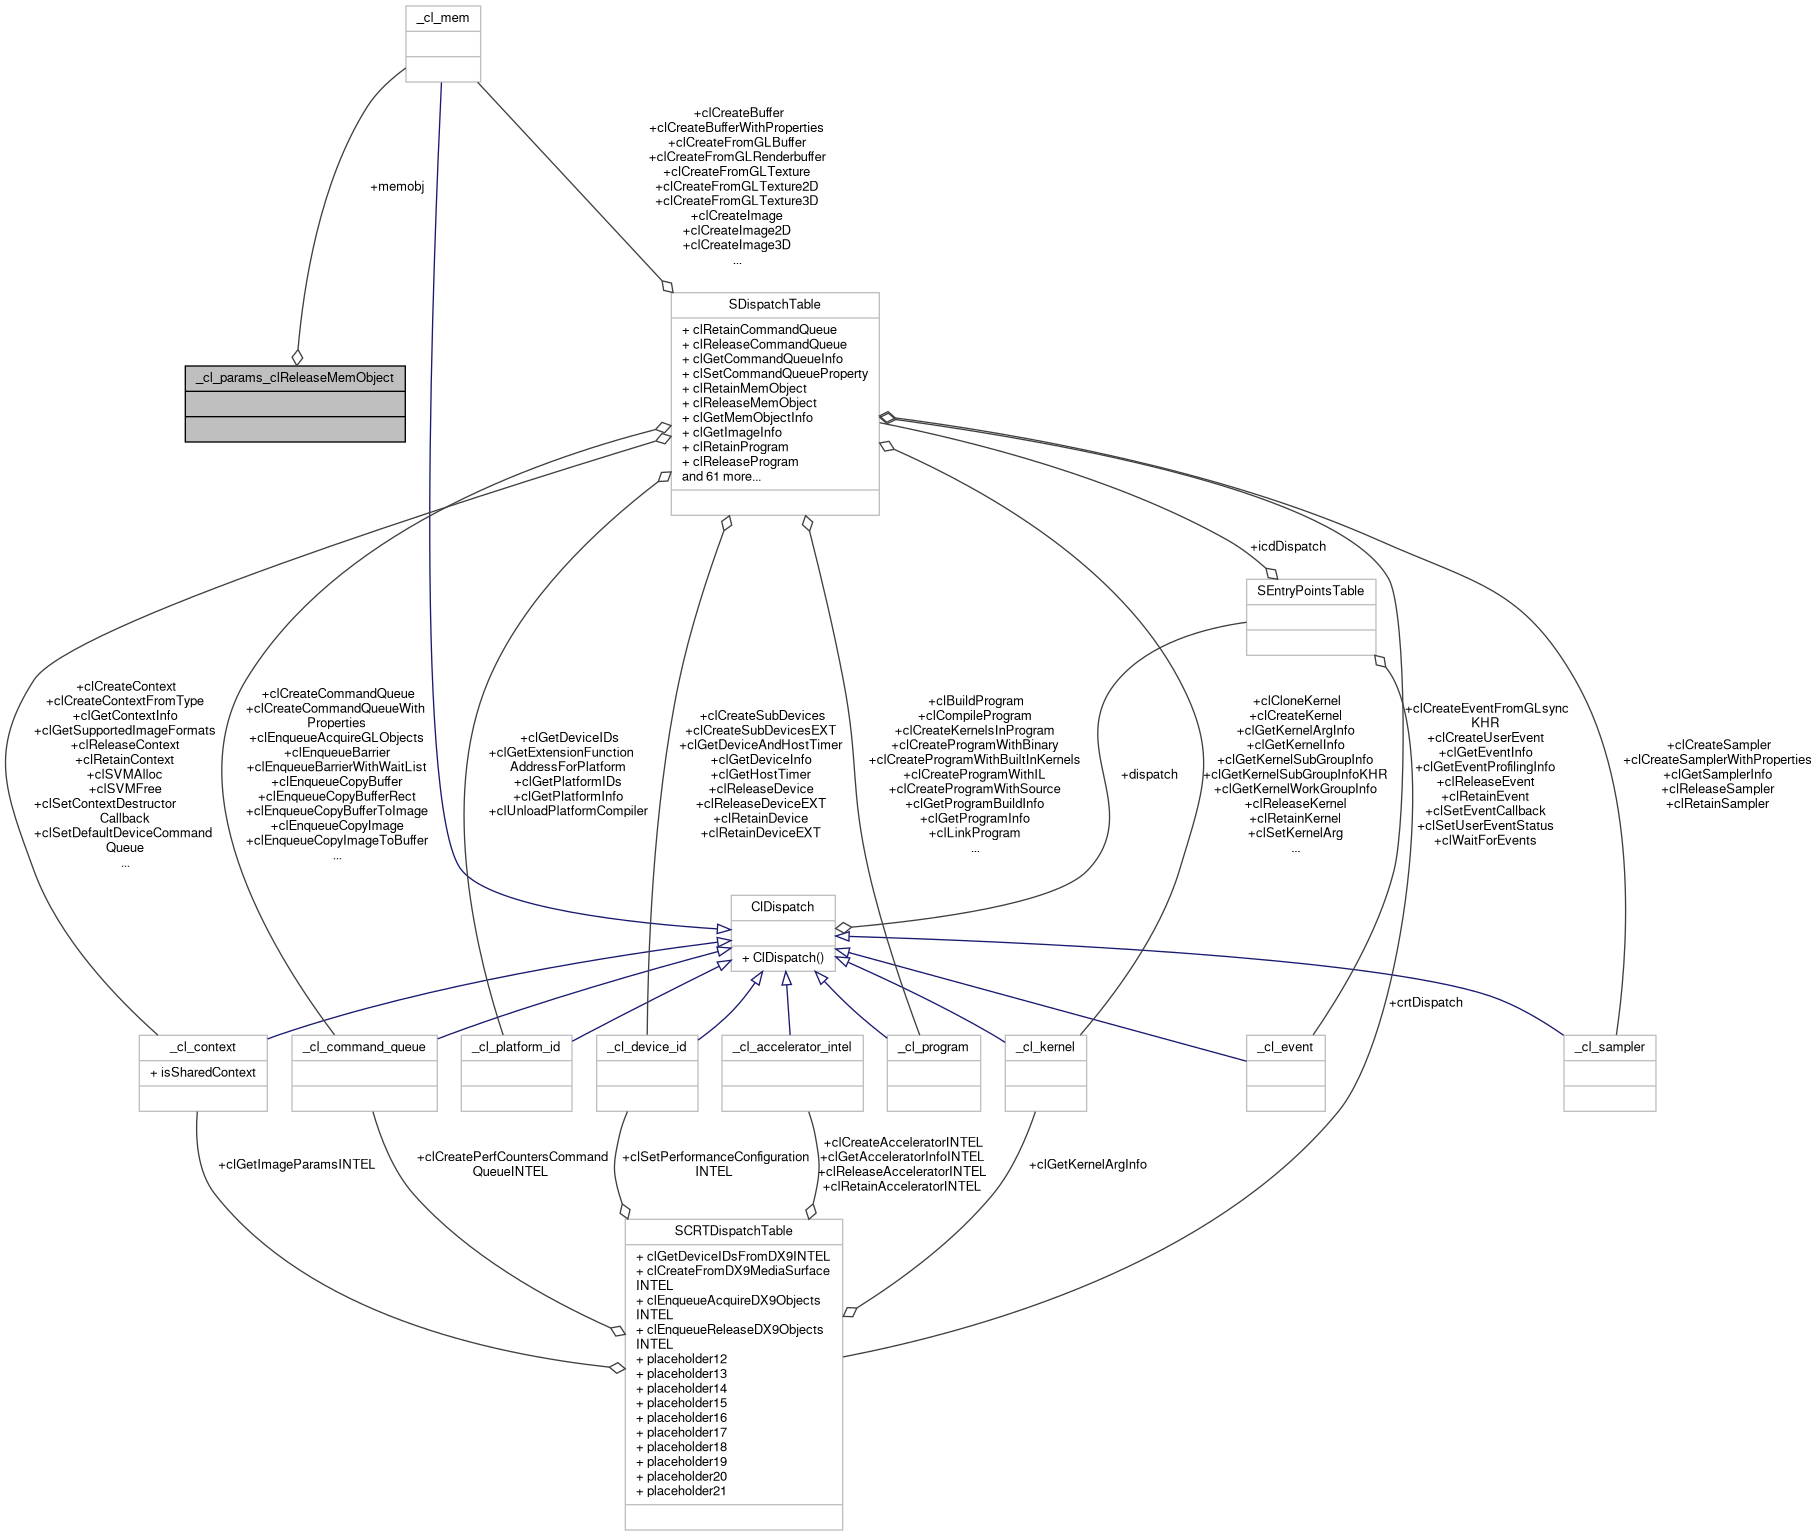 _cl_mem
+clCreateBuffer
+clCreateBufferWithProperties
+clCreateFromGLBuffer
+clCreateFromGLRenderbuffer
+clCreateFromGLTexture
+clCreateFromGLTexture2D
+clCreateFromGLTexture3D
+clCreateImage
+clCreateImage2D
+clCreateImage3D
...
+memobj
SDispatchTable
+ clRetainCommandQueue
+ clReleaseCommandQueue
+ clGetCommandQueueInfo
+ clSetCommandQueueProperty
+ clRetainMemObject
+ clReleaseMemObject
+ clGetMemObjectInfo
+ clGetImageInfo
+ clRetainProgram
+ clReleaseProgram
and 61 more...
_cl_params_clReleaseMemObject
+icdDispatch
SEntryPointsTable
+clCreateContext
+clCreateContextFromType
+clGetContextInfo
+clGetSupportedImageFormats
+clReleaseContext
+clRetainContext
+clSVMAlloc
+clSVMFree
+clSetContextDestructor
Callback
+clSetDefaultDeviceCommand
Queue
...
+clCreateCommandQueue
+clCreateCommandQueueWith
Properties
+clEnqueueAcquireGLObjects
+clEnqueueBarrier
+clEnqueueBarrierWithWaitList
+clEnqueueCopyBuffer
+clEnqueueCopyBufferRect
+clEnqueueCopyBufferToImage
+clEnqueueCopyImage
+clEnqueueCopyImageToBuffer
...
+clGetDeviceIDs
+clGetExtensionFunction
AddressForPlatform
+clGetPlatformIDs
+clGetPlatformInfo
+clUnloadPlatformCompiler
+clCreateSubDevices
+clCreateSubDevicesEXT
+clGetDeviceAndHostTimer
+clGetDeviceInfo
+clGetHostTimer
+clReleaseDevice
+clReleaseDeviceEXT
+clRetainDevice
+clRetainDeviceEXT
+clBuildProgram
+clCompileProgram
+clCreateKernelsInProgram
+clCreateProgramWithBinary
+clCreateProgramWithBuiltInKernels
+clCreateProgramWithIL
+clCreateProgramWithSource
+clGetProgramBuildInfo
+clGetProgramInfo
+clLinkProgram
...
+dispatch
+clCloneKernel
+clCreateKernel
+clGetKernelArgInfo
+clGetKernelInfo
+clGetKernelSubGroupInfo
+clGetKernelSubGroupInfoKHR
+clGetKernelWorkGroupInfo
+clReleaseKernel
+clRetainKernel
+clSetKernelArg
...
+clCreateEventFromGLsync
KHR
+clCreateUserEvent
+clGetEventInfo
+clGetEventProfilingInfo
+clReleaseEvent
+clRetainEvent
+clSetEventCallback
+clSetUserEventStatus
+clWaitForEvents
+clCreateSampler
+clCreateSamplerWithProperties
+clGetSamplerInfo
+clReleaseSampler
+clRetainSampler
ClDispatch
+ ClDispatch()
+crtDispatch
_cl_context
+ isSharedContext
_cl_command_queue
_cl_platform_id
_cl_device_id
_cl_accelerator_intel
_cl_program
_cl_kernel
_cl_event
_cl_sampler
+clGetImageParamsINTEL
+clCreatePerfCountersCommand
QueueINTEL
+clSetPerformanceConfiguration
INTEL
+clCreateAcceleratorINTEL
+clGetAcceleratorInfoINTEL
+clReleaseAcceleratorINTEL
+clRetainAcceleratorINTEL
+clGetKernelArgInfo
SCRTDispatchTable
+ clGetDeviceIDsFromDX9INTEL
+ clCreateFromDX9MediaSurface
INTEL
+ clEnqueueAcquireDX9Objects
INTEL
+ clEnqueueReleaseDX9Objects
INTEL
+ placeholder12
+ placeholder13
+ placeholder14
+ placeholder15
+ placeholder16
+ placeholder17
+ placeholder18
+ placeholder19
+ placeholder20
+ placeholder21